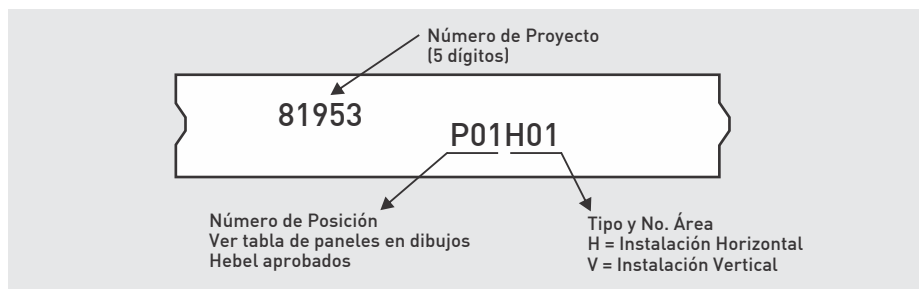 Número de Proyecto
(5 dígitos)
81953
P01H01
Número de Posición
Ver tabla de paneles en dibujos
Hebel aprobados
Tipo y No. Área
H = Instalación Horizontal
V = Instalación Vertical